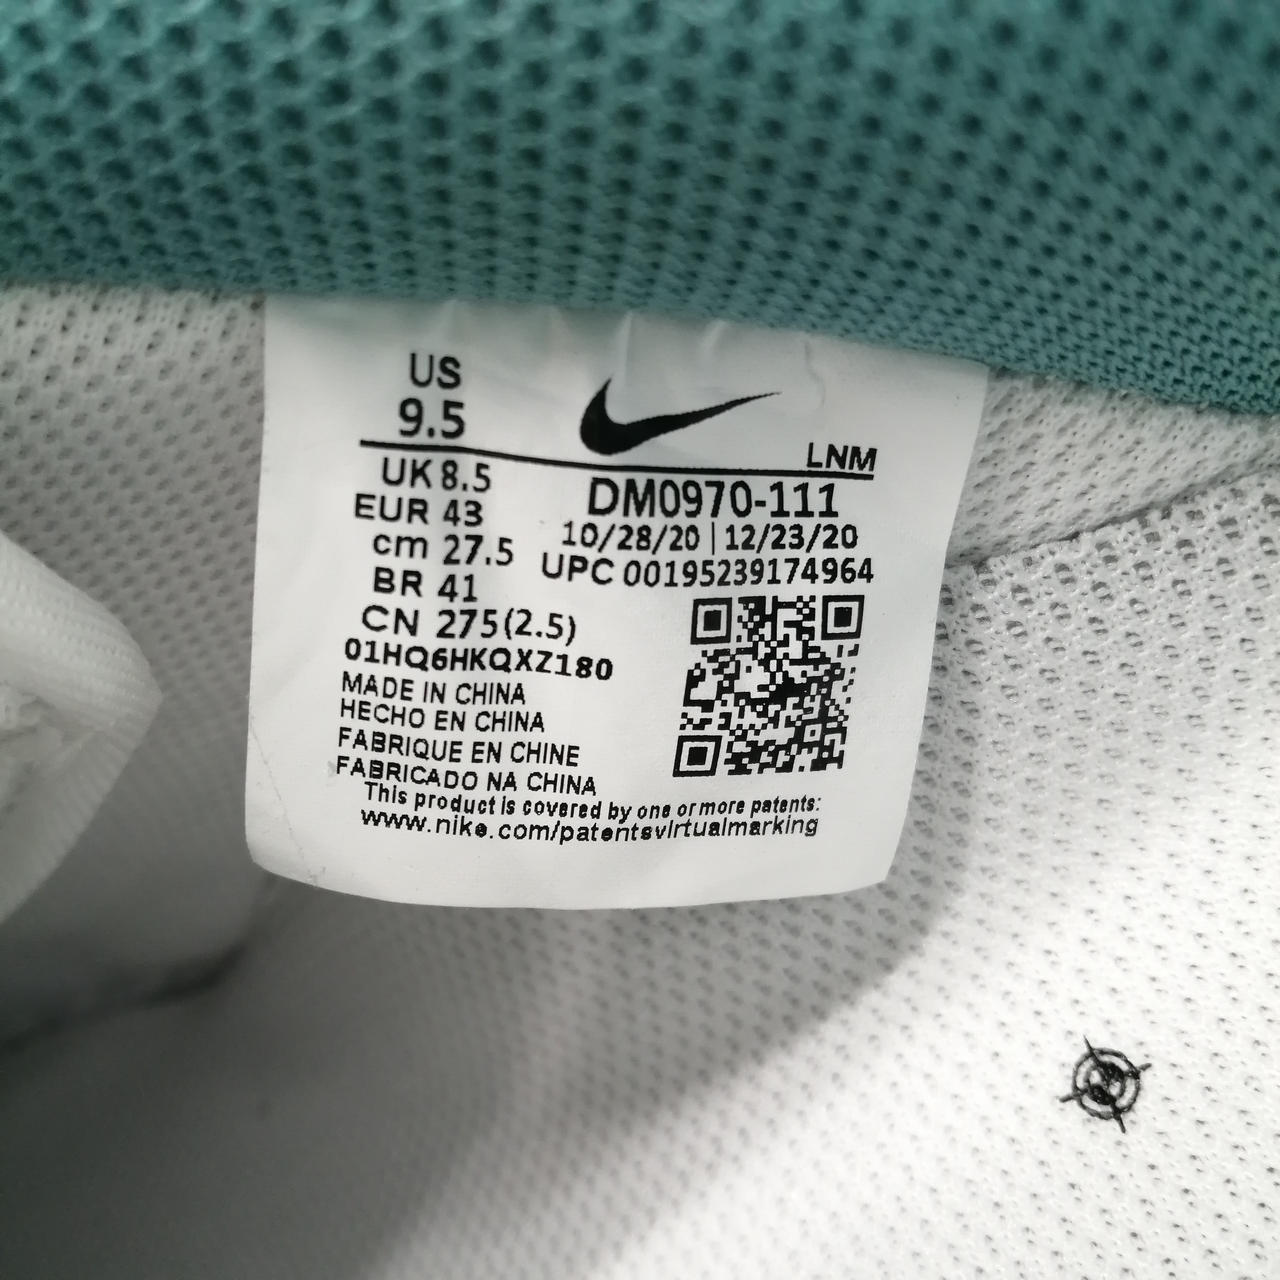 US
9.5
LNM
UK 8.5
EUR 43
cm 27.5
BR 41
CN 275(2.5)
DM0970-111
10/28/20 | 12/23/20
UPC 00195239174964
01HQ6HKQXZ180
MADE IN CHINA
HECHO EN CHINA
FABRIQUE EN CHINE
FABRICADO NA CHINA
This product is covered by one or more patents:
www.nike.com/patentsvirtualmarking